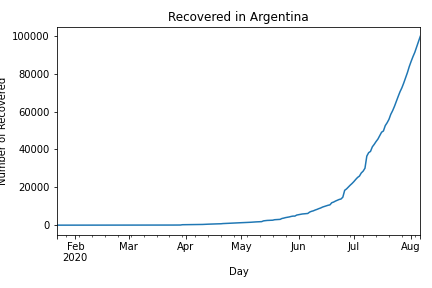 Recovered in Argentina
Number of Recovered
100000
80000
60000
40000
20000
0
Feb Mar Apr May Jun Jul Aug
2020
Day